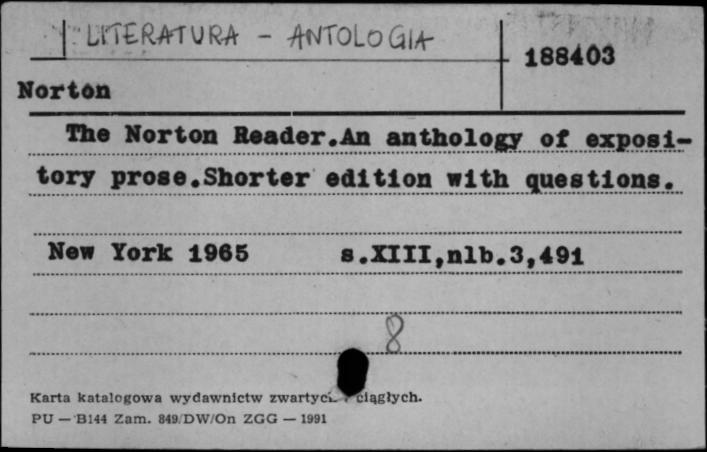 LITERATURA - ANTOLOGIA
188403
Norton
The Norton Reader.An anthology of exposi-
tory prose.Shorter edition with questions.
New York 1965 s.XIII,nlb.3,491
8
Karta katalogowa wydawnictw ciągłych.
PU — B144 Zam. 849/DW/On ZGG — 1991